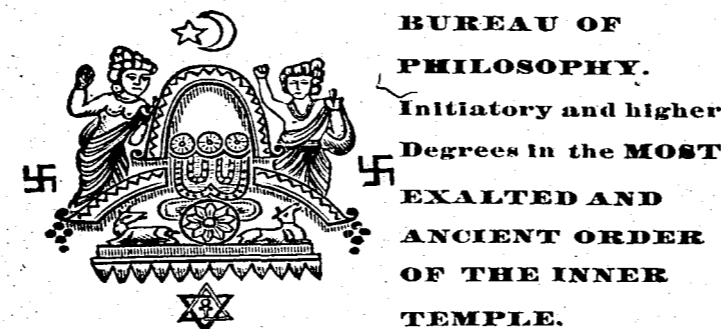 BUREAU OF
PHILOSOPHY.
Initiatory and higher
Degrees in the MOST
EXALTED AND
ANCIENT ORDER
OF THE INNER
TEMPLE.